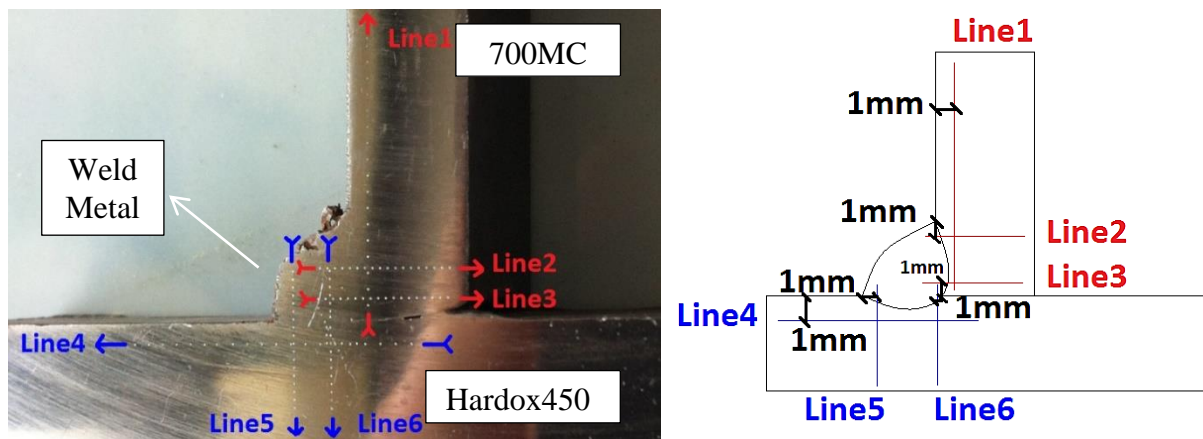 Line1
700MC
Weld
Metal
Line2
Line3
Line4
Hardox450
Line5
Line6
Line1
1mm
1mm
Line2
1mm
Line3
1mm
1mm
Line4
1mm
Line5
Line6